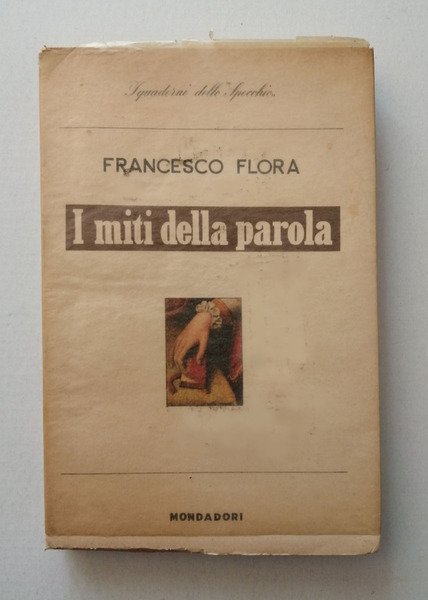 I quaderni dello Specchio
FRANCESCO FLORA
I miti della parola
MONDADORI